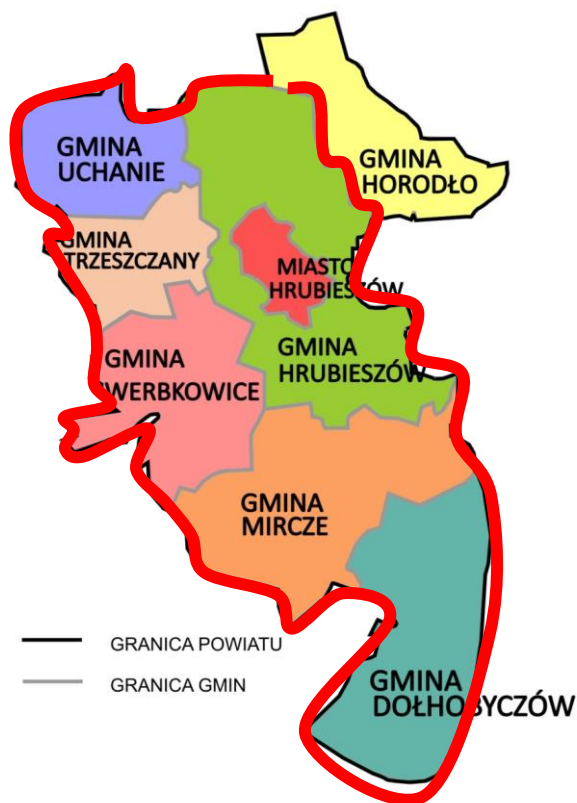 GMINA
UCHANIE
GMINA
HORODŁO
GMINA
TRZESZCZANY
MIASTO
HRUBIESZÓW
GMINA
HRUBIESZÓW
GMINA
WERBKOWICE
GMINA
MIRCZE
GRANICA POWIATU
GRANICA GMIN
GMINA
DOŁHOBYCZÓW